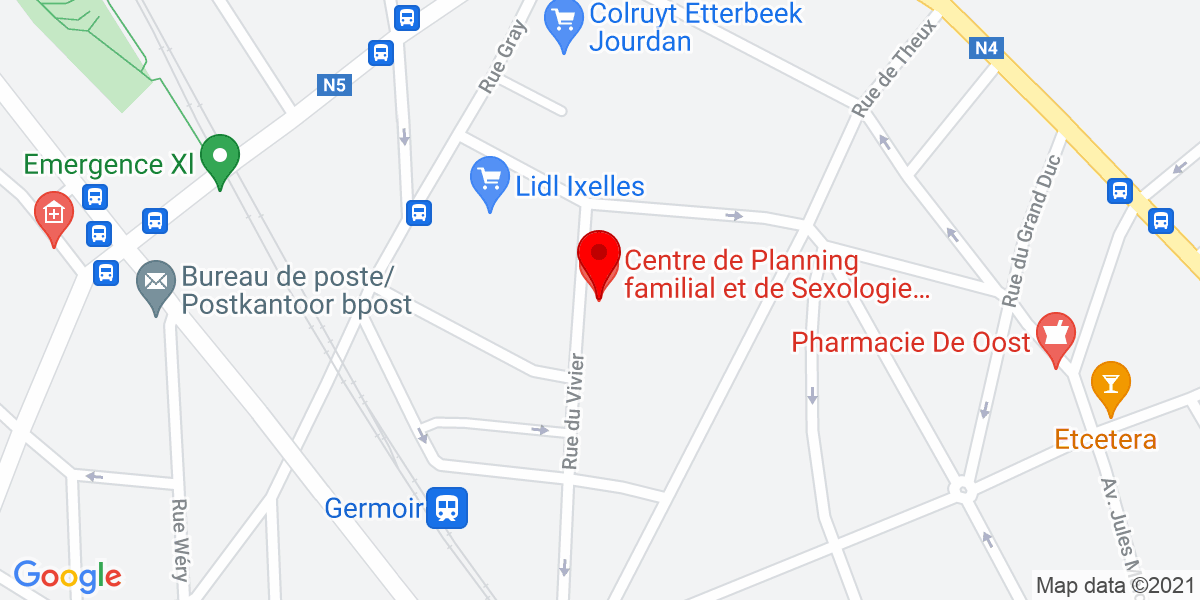 Colruyt Etterbeek
Jourdan
Rue Gray
Rue de Theux
N4
N5
Emergence Xl
Lidl Ixelles
Rue du Grand Duc
Centre de Planning
familial et de Sexologie...
Bureau de poste/
Postkantoor bpost
Pharmacie De Oost
Rue du Vivier
Etcetera
Germoir
Rue Wéry
Av. Jules M
Google
Map data ©2021